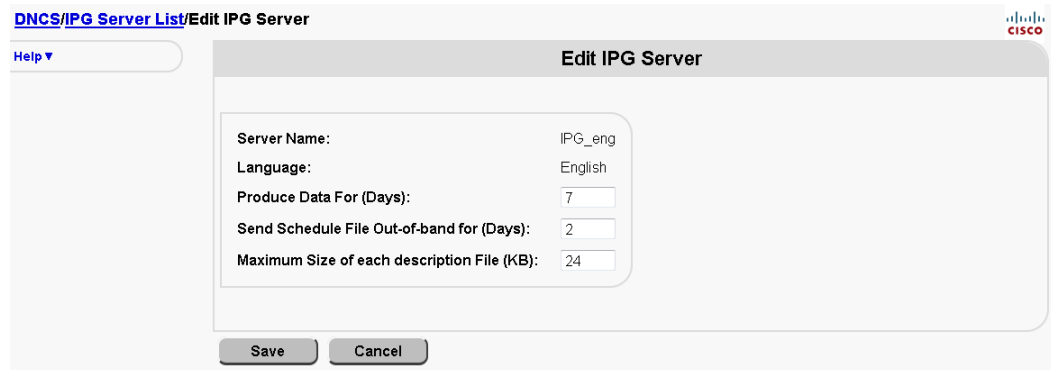 DNCS/IPG Server List/Edit IPG Server
CISCO
Help ▼
Edit IPG Server
Server Name: IPG_eng
Language: English
Produce Data For (Days): 7
Send Schedule File Out-of-band for (Days): 2
Maximum Size of each description File (KB): 24
Save Cancel